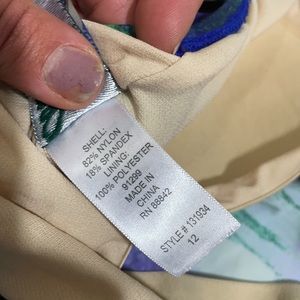 SHELL:
82% NYLON
18% SPANDEX
LINING:
100% POLYESTER
91299
MADE IN
CHINA
RN 88842
STYLE # 131934
12